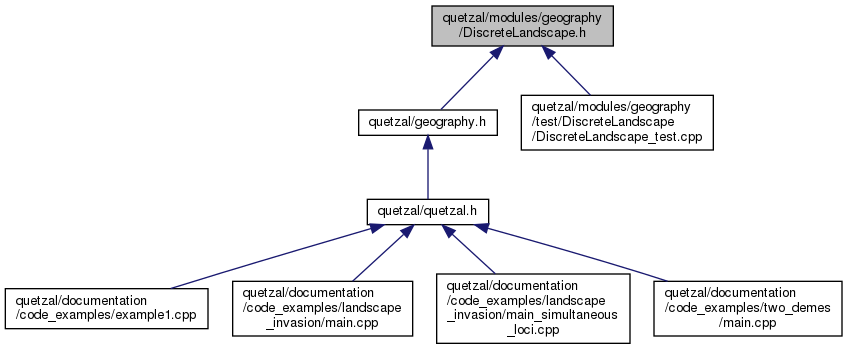 quetzal/modules/geography
/DiscreteLandscape.h
quetzal/geography.h
quetzal/modules/geography
/test/DiscreteLandscape
/DiscreteLandscape_test.cpp
quetzal/quetzal.h
quetzal/documentation
/code_examples/example1.cpp
quetzal/documentation
/code_examples/landscape
_invasion/main.cpp
quetzal/documentation
/code_examples/landscape
_invasion/main_simultaneous
_loci.cpp
quetzal/documentation
/code_examples/two_demes
/main.cpp